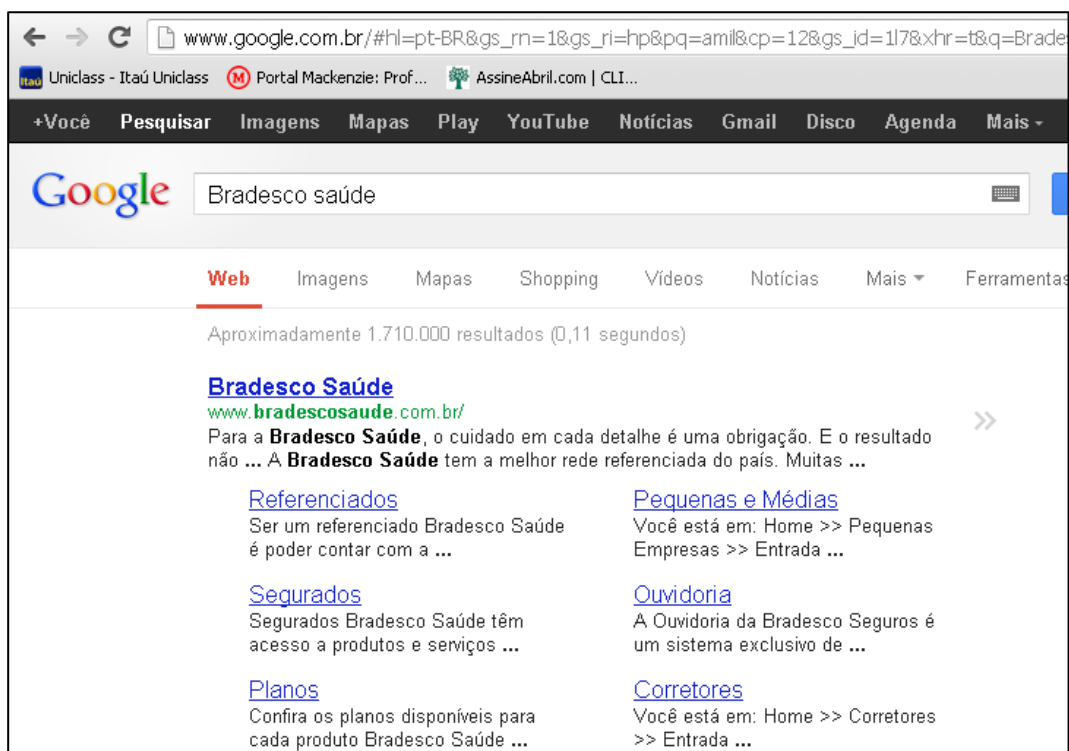 www.google.com.br/#hl=pt-BR&gs_rn=1&gs_ri=hp&pq=amil&cp=12&gs_id=1l7&xhr=t&q=Brade
Itaú Uniclass - Itaú Uniclass M Portal Mackenzie: Prof... AssineAbril.com | CLI...
+Você Pesquisar Imagens Mapas Play YouTube Notícias Gmail Disco Agenda Mais
Google Bradesco saúde
Web Imagens Mapas Shopping Vídeos Notícias Mais Ferramentas
Aproximadamente 1.710.000 resultados (0,11 segundos)
Bradesco Saúde
www.bradescosaude.com.br/
Para a Bradesco Saúde, o cuidado em cada detalhe é uma obrigação. E o resultado
não ... A Bradesco Saúde tem a melhor rede referenciada do país. Muitas ...
Referenciados
Ser um referenciado Bradesco Saúde
é poder contar com a ...
Pequenas e Médias
Você está em: Home >> Pequenas
Empresas >> Entrada ...
Segurados
Segurados Bradesco Saúde têm
acesso a produtos e serviços ...
Ouvidoria
A Ouvidoria da Bradesco Seguros é
um sistema exclusivo de ...
Planos
Confira os planos disponíveis para
cada produto Bradesco Saúde ...
Corretores
Você está em: Home >> Corretores
>> Entrada ...